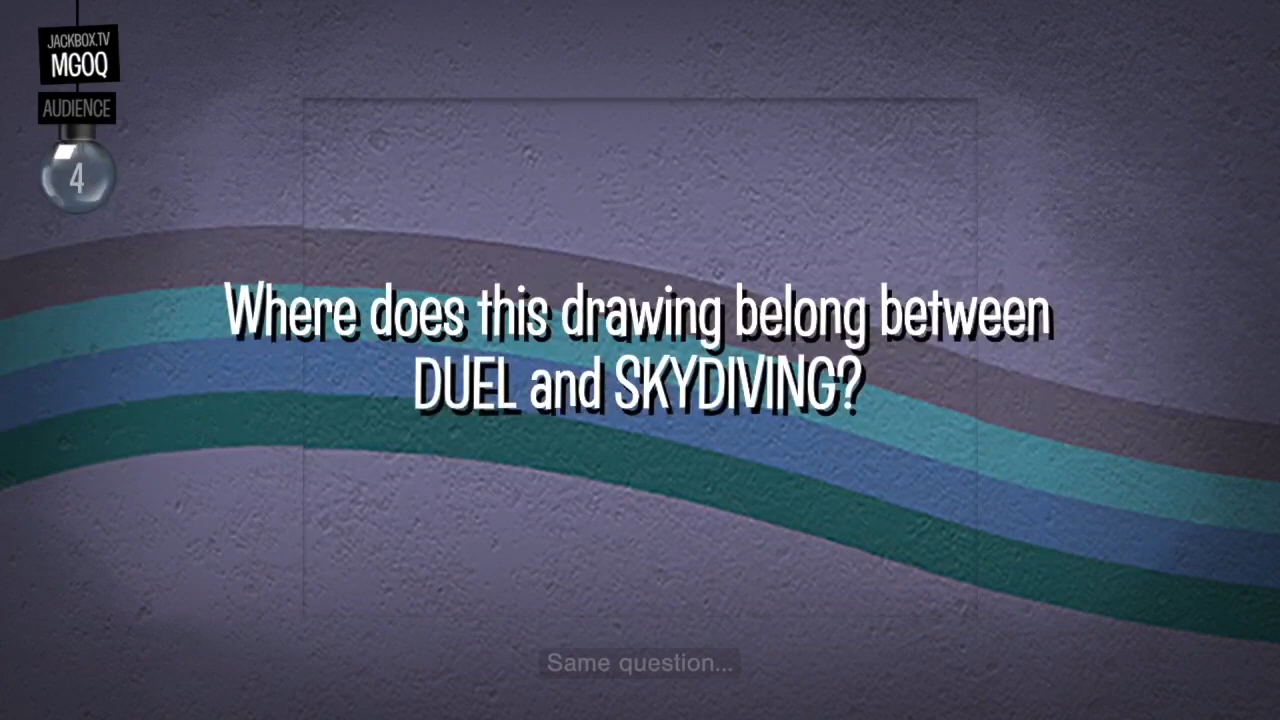 JACKBOX.TV
MGOQ
AUDIENCE
4
Where does this drawing belong between
DUEL and SKYDIVING?
Same question...